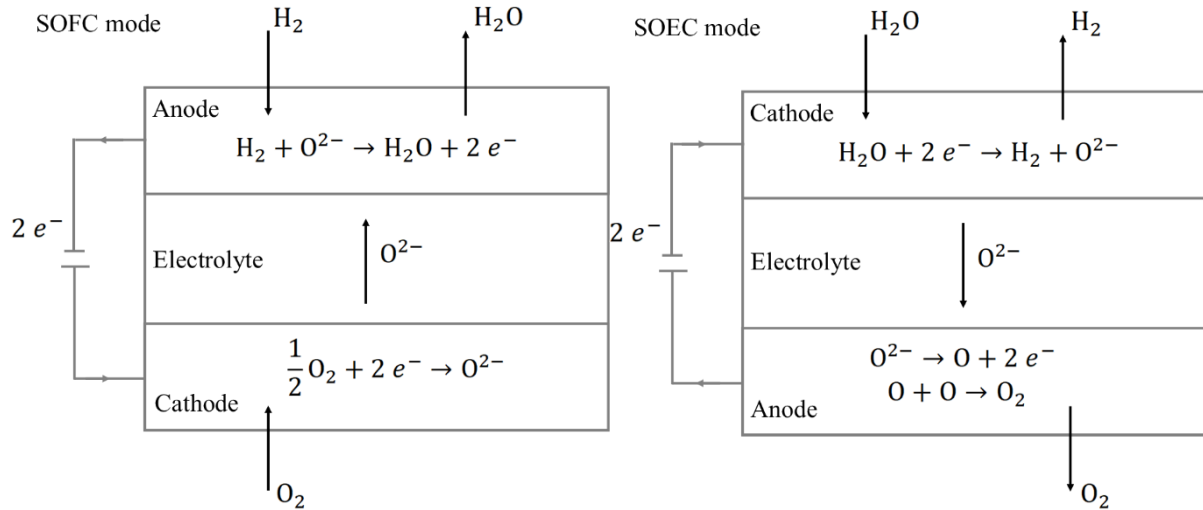 SOFC mode
H₂
H₂O
Anode
H₂ + O²⁻ → H₂O + 2 e⁻
2 e⁻
Electrolyte
O²⁻
1/2 O₂ + 2 e⁻ → O²⁻
Cathode
O₂
SOEC mode
H₂O
H₂
Cathode
H₂O + 2 e⁻ → H₂ + O²⁻
2 e⁻
Electrolyte
O²⁻
O²⁻ → O + 2 e⁻
O + O → O₂
Anode
O₂